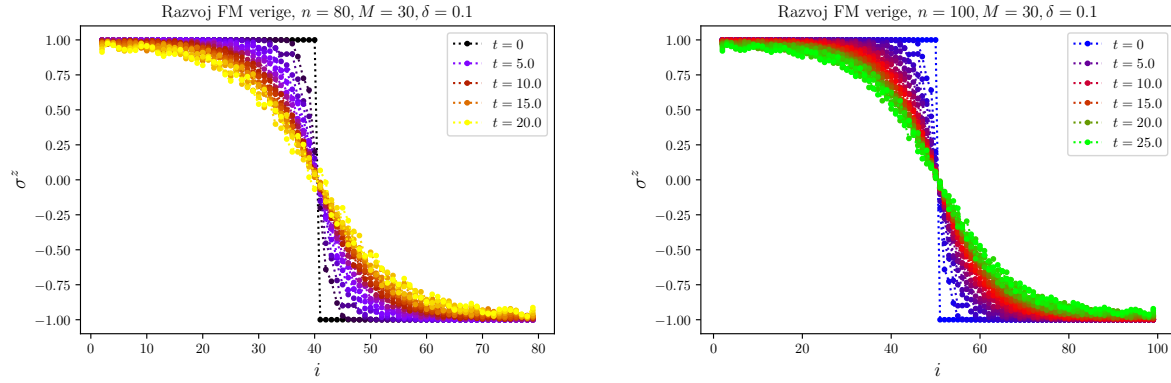 Razvoj FM verige, n = 80, M = 30, δ = 0.1
1.00
0.75
0.50
0.25
0.00
−0.25
−0.50
−0.75
−1.00
σ^z
t = 0
t = 5.0
t = 10.0
t = 15.0
t = 20.0
0 10 20 30 40 50 60 70 80
i
Razvoj FM verige, n = 100, M = 30, δ = 0.1
1.00
0.75
0.50
0.25
0.00
−0.25
−0.50
−0.75
−1.00
σ^z
t = 0
t = 5.0
t = 10.0
t = 15.0
t = 20.0
t = 25.0
0 20 40 60 80 100
i